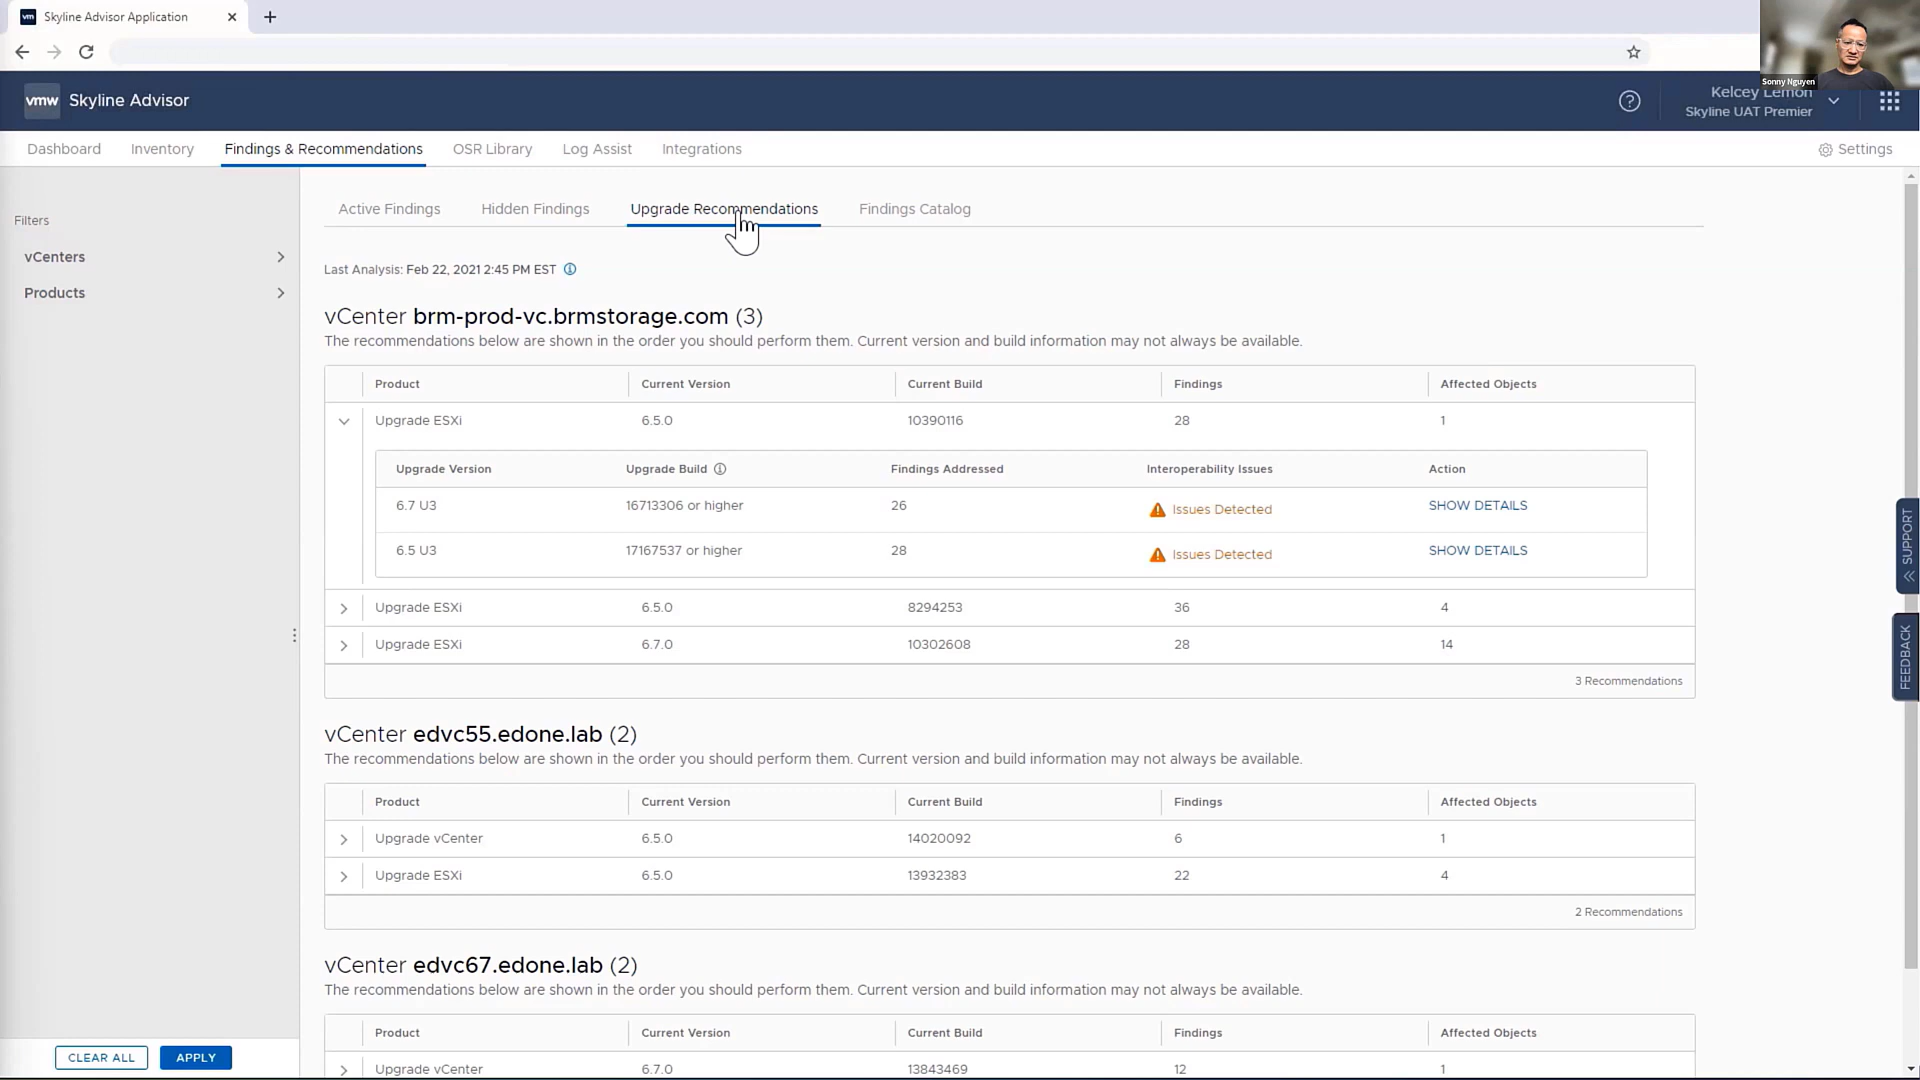 vm Skyline Advisor Application
Sonny Nguyen
vmw Skyline Advisor
Kelcey Lemon
Skyline UAT Premier
Dashboard Inventory Findings & Recommendations OSR Library Log Assist Integrations Settings
Filters
vCenters
Products
CLEAR ALL APPLY
Active Findings Hidden Findings Upgrade Recommendations Findings Catalog
Last Analysis: Feb 22, 2021 2:45 PM EST
vCenter brm-prod-vc.brmstorage.com (3)
The recommendations below are shown in the order you should perform them. Current version and build information may not always be available.
Product Current Version Current Build Findings Affected Objects
Upgrade ESXi 6.5.0 10390116 28 1
Upgrade Version Upgrade Build Findings Addressed Interoperability Issues Action
6.7 U3 16713306 or higher 26 Issues Detected SHOW DETAILS
6.5 U3 17167537 or higher 28 Issues Detected SHOW DETAILS
Upgrade ESXi 6.5.0 8294253 36 4
Upgrade ESXi 6.7.0 10302608 28 14
3 Recommendations
vCenter edvc55.edone.lab (2)
The recommendations below are shown in the order you should perform them. Current version and build information may not always be available.
Product Current Version Current Build Findings Affected Objects
Upgrade vCenter 6.5.0 14020092 6 1
Upgrade ESXi 6.5.0 13932383 22 4
2 Recommendations
vCenter edvc67.edone.lab (2)
The recommendations below are shown in the order you should perform them. Current version and build information may not always be available.
Product Current Version Current Build Findings Affected Objects
Upgrade vCenter 6.7.0 13843469 12 1
SUPPORT
FEEDBACK